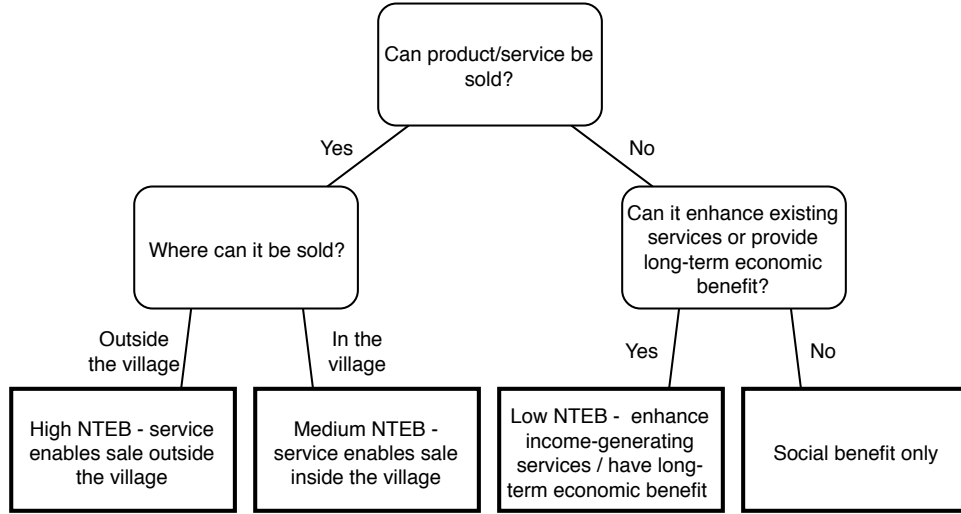 Can product/service be
sold?
Yes
No
Where can it be sold?
Can it enhance existing
services or provide
long-term economic
benefit?
Outside
the village
In the
village
Yes
No
High NTEB - service
enables sale outside
the village
Medium NTEB -
service enables sale
inside the village
Low NTEB -  enhance
income-generating
services / have long-
term economic benefit
Social benefit only